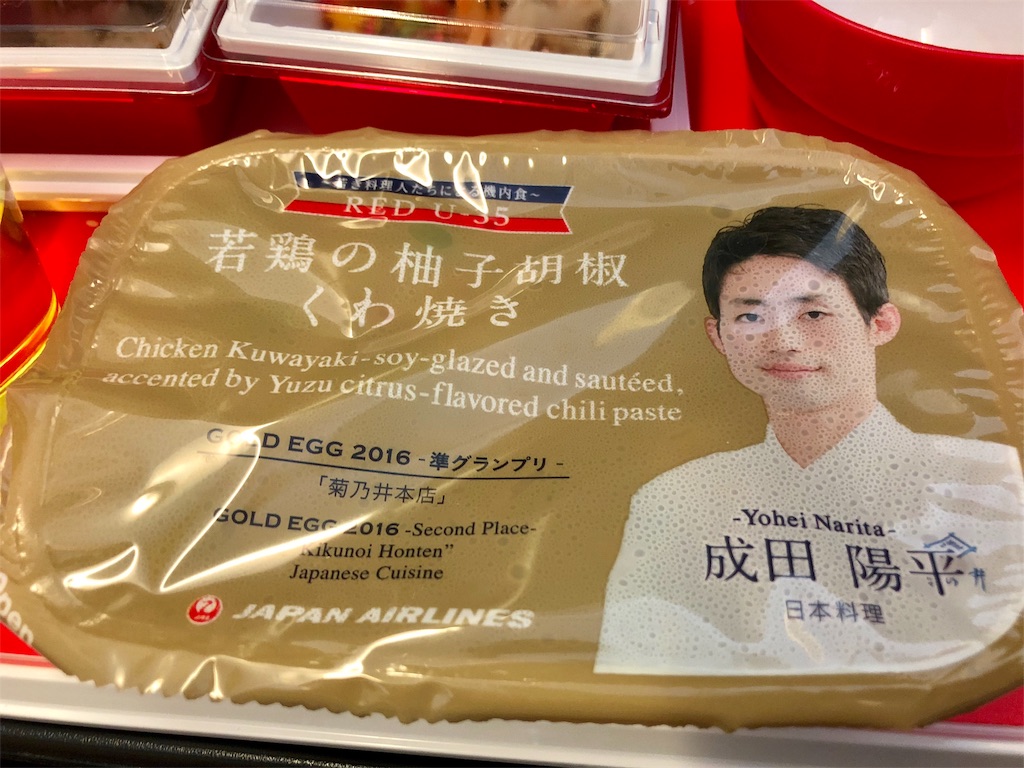 ~若き料理人たちによる機内食~
RED U-35
若鶏の柚子胡椒
くわ焼き
Chicken Kuwayaki-soy-glazed and sautéed,
accented by Yuzu citrus-flavored chili paste
GOLD EGG 2016 -準グランプリ-
「菊乃井本店」
GOLD EGG 2016 -Second Place-
"Kikunoi Honten"
Japanese Cuisine
JAL JAPAN AIRLINES
-Yohei Narita-
成田 陽平
日本料理